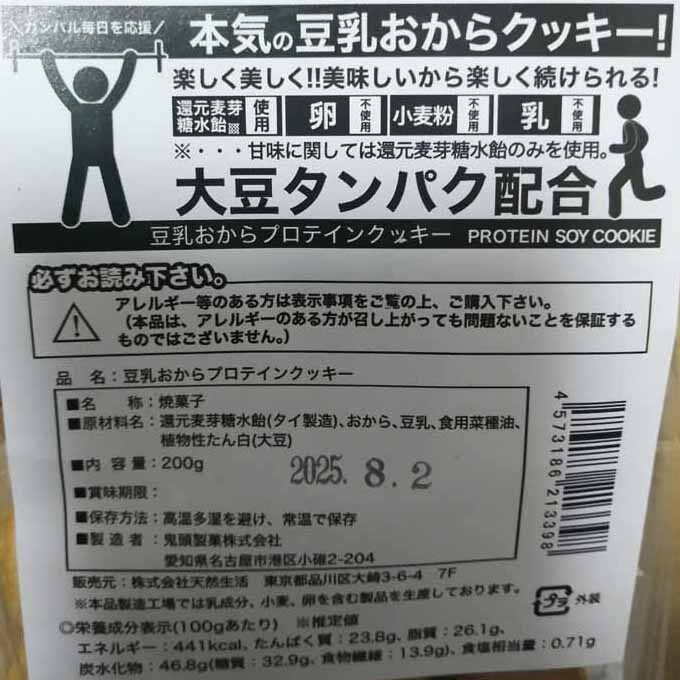 ＼ガンバル毎日を応援／
本気の豆乳おからクッキー!
楽しく美しく!!美味しいから楽しく続けられる!
還元麦芽糖水飴※ 使用 卵 不使用 小麦粉 不使用 乳 不使用
※・・・甘味に関しては還元麦芽糖水飴のみを使用。
大豆タンパク配合
豆乳おからプロテインクッキー PROTEIN SOY COOKIE
必ずお読み下さい。
アレルギー等のある方は表示事項をご覧の上、ご購入下さい。
(本品は、アレルギーのある方が召し上がっても問題ないことを保証する
ものではございません。)
品 名：豆乳おからプロテインクッキー
■名 称：焼菓子
■原材料名：還元麦芽糖水飴(タイ製造)、おから、豆乳、食用菜種油、
植物性たん白(大豆)
■内 容 量：200g
2025. 8. 2
■賞味期限：
■保存方法：高温多湿を避け、常温で保存
■製 造 者：鬼頭製菓株式会社
愛知県名古屋市港区小碓2-204
販売元：株式会社天然生活 東京都品川区大崎3-6-4 7F
※本品製造工場では乳成分、小麦、卵を含む製品を生産しております。
プラ 外装
◎栄養成分表示(100gあたり) ※推定値
エネルギー：441kcal、たんぱく質：23.8g、脂質：26.1g、
炭水化物：46.8g(糖質：32.9g、食物繊維：13.9g)、食塩相当量：0.71g
4 573186 213398